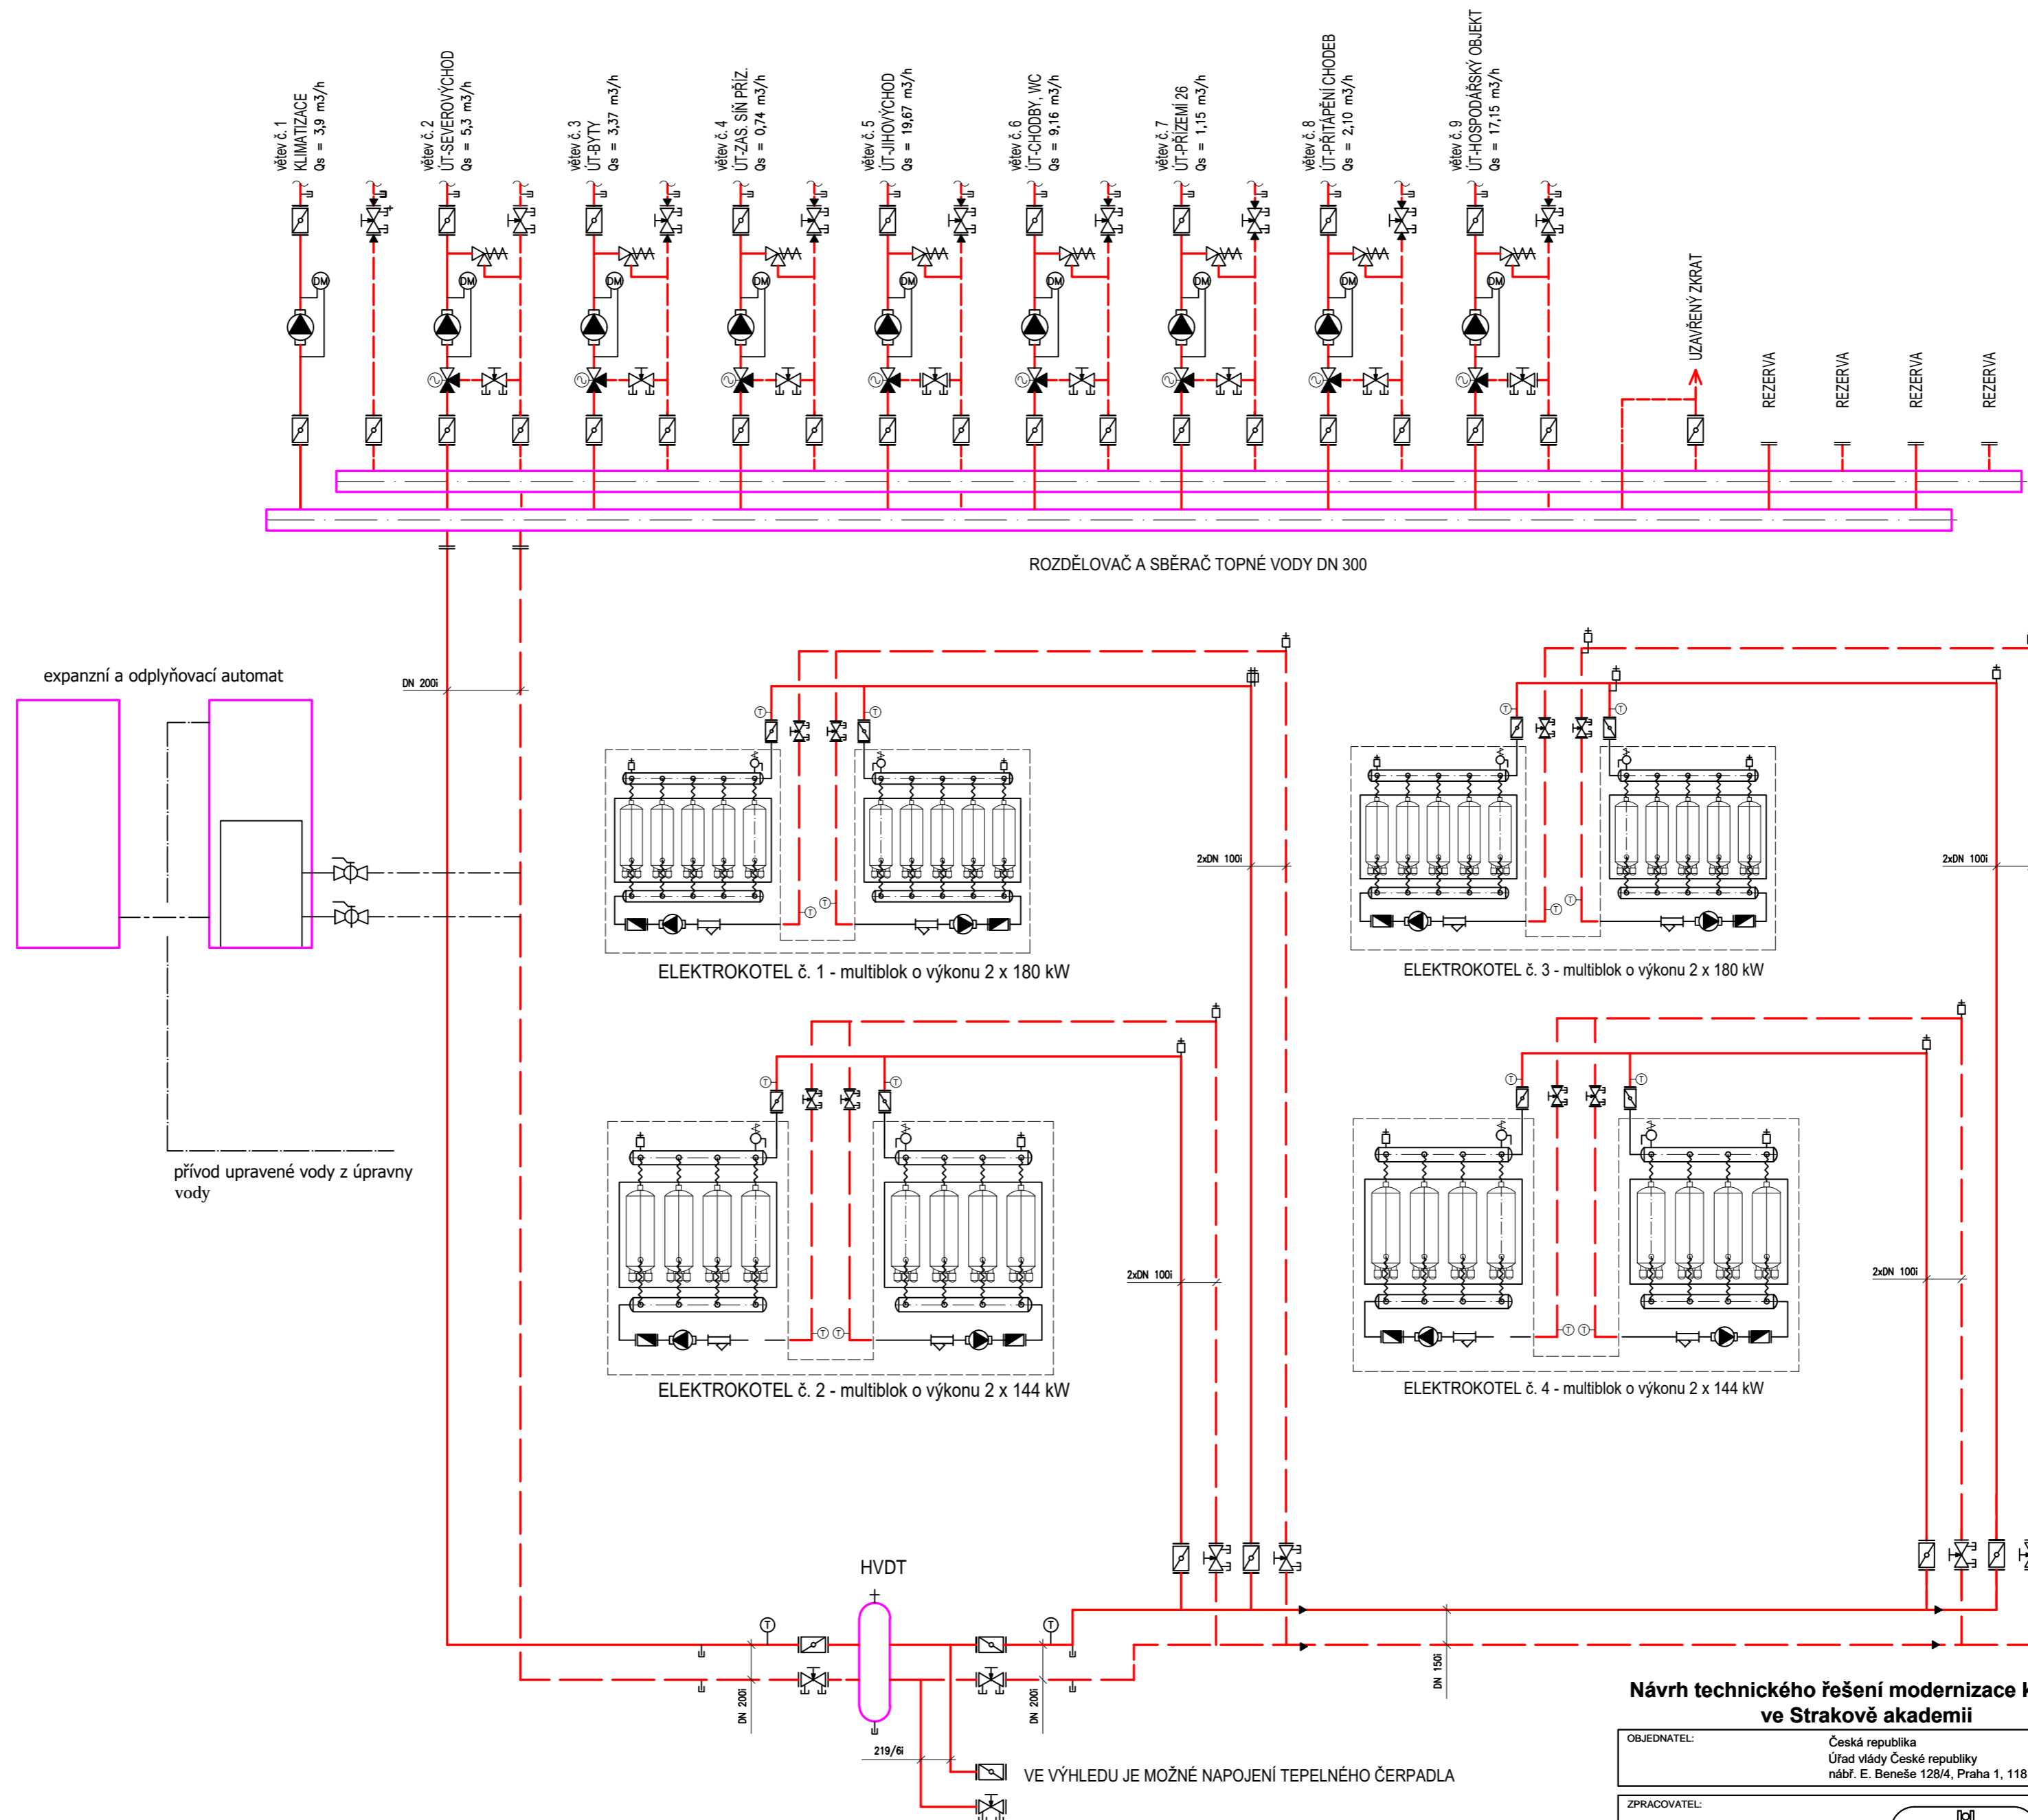 větev č. 1
KLIMATIZACE
Qs = 3,9 m3/h
větev č. 2
ÚT-SEVEROVÝCHOD
Qs = 5,3 m3/h
větev č. 3
ÚT-BYTY
Qs = 3,37 m3/h
větev č. 4
ÚT-ZAS. SÍŇ PŘÍZ.
Qs = 0,74 m3/h
větev č. 5
ÚT-JIHOVÝCHOD
Qs = 19,67 m3/h
větev č. 6
ÚT-CHODBY, WC
Qs = 9,16 m3/h
větev č. 7
ÚT-PŘÍZEMÍ 26
Qs = 1,15 m3/h
větev č. 8
ÚT-PŘITÁPĚNÍ CHODEB
Qs = 2,10 m3/h
větev č. 9
ÚT-HOSPODÁŘSKÝ OBJEKT
Qs = 17,15 m3/h
DM
DM
DM
DM
DM
DM
DM
DM
DM
UZAVŘENÝ ZKRAT
REZERVA
REZERVA
REZERVA
REZERVA
ROZDĚLOVAČ A SBĚRAČ TOPNÉ VODY DN 300
expanzní a odplyňovací automat
DN 200i
T
T
T
T
2xDN 100i
2xDN 100i
T
T
T
T
ELEKTROKOTEL č. 1 - multiblok o výkonu 2 x 180 kW
ELEKTROKOTEL č. 3 - multiblok o výkonu 2 x 180 kW
T
T
T
T
přívod upravené vody z úpravny
vody
2xDN 100i
2xDN 100i
T
T
T
T
ELEKTROKOTEL č. 2 - multiblok o výkonu 2 x 144 kW
ELEKTROKOTEL č. 4 - multiblok o výkonu 2 x 144 kW
HVDT
T
T
DN 200i
DN 200i
DN 150i
219/6i
VE VÝHLEDU JE MOŽNÉ NAPOJENÍ TEPELNÉHO ČERPADLA
Návrh technického řešení modernizace
ve Strakově akademii
OBJEDNATEL:
Česká republika
Úřad vlády České republiky
nábř. E. Beneše 128/4, Praha 1, 118
ZPRACOVATEL: